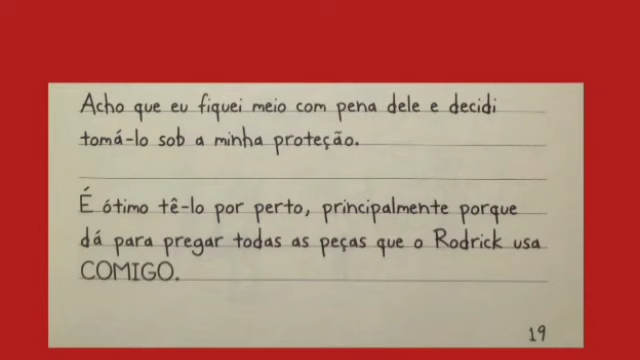 Acho que eu fiquei meio com pena dele e decidi
tomá-lo sob a minha proteção.
É ótimo tê-lo por perto, principalmente porque
dá para pregar todas as peças que o Rodrick usa
COMIGO.
19